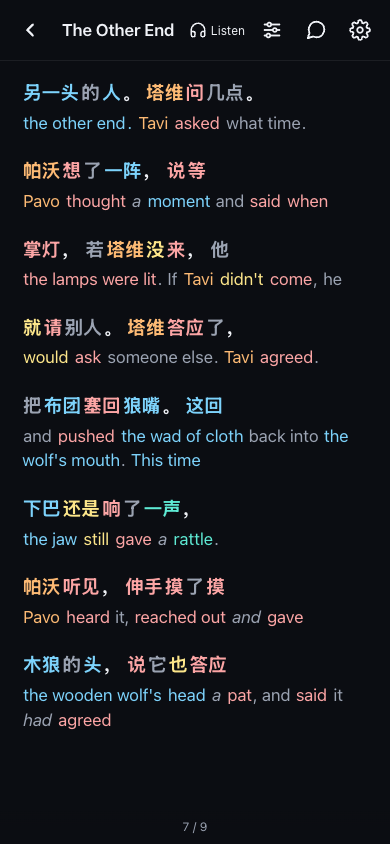 The Other End
Listen
另一头的人。塔维问几点。
the other end. Tavi asked what time.
帕沃想了一阵，说等
Pavo thought a moment and said when
掌灯，若塔维没来，他
the lamps were lit. If Tavi didn't come, he
就请别人。塔维答应了，
would ask someone else. Tavi agreed.
把布团塞回狼嘴。这回
and pushed the wad of cloth back into the
wolf's mouth. This time
下巴还是响了一声，
the jaw still gave a rattle.
帕沃听见，伸手摸了摸
Pavo heard it, reached out and gave
木狼的头，说它也答应
the wooden wolf's head a pat, and said it
had agreed
7 / 9